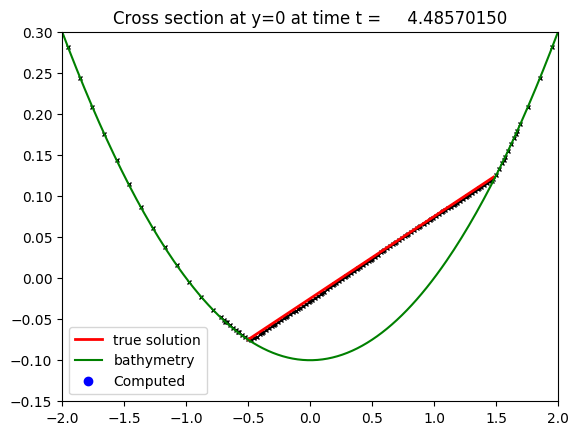 Cross section at y=0 at time t =     4.48570150
0.30
0.25
0.20
0.15
0.10
0.05
0.00
−0.05
−0.10
−0.15
true solution
bathymetry
Computed
−2.0 −1.5 −1.0 −0.5 0.0 0.5 1.0 1.5 2.0